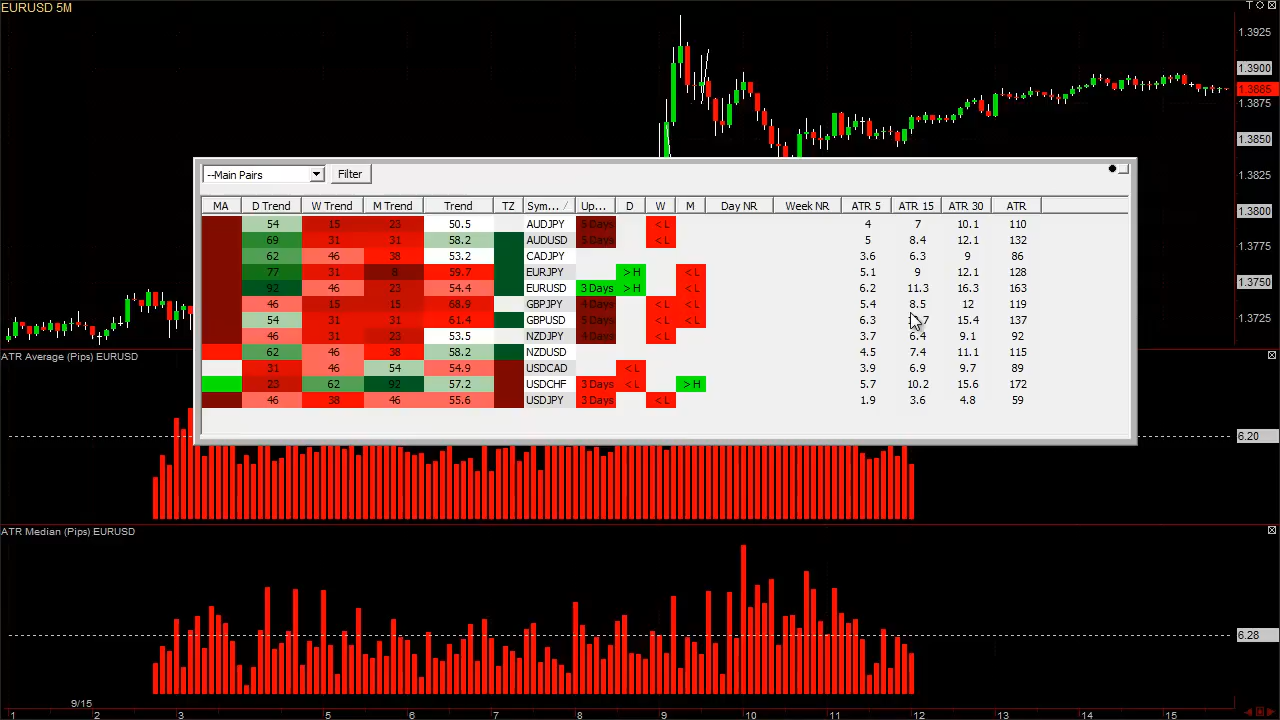 EURUSD 5M
T
1.3925
1.3900
1.3885
1.3875
1.3850
1.3825
1.3800
1.3775
1.3750
1.3725
--Main Pairs Filter
MA D Trend W Trend M Trend Trend TZ Sym... Up... D W M Day NR Week NR ATR 5 ATR 15 ATR 30 ATR
54 15 23 50.5 AUDJPY 5 Days < L 4 7 10.1 110
69 31 31 58.2 AUDUSD 3 Days < L 5 8.4 12.1 132
62 46 38 53.2 CADJPY 3.6 6.3 9 86
77 31 8 59.7 EURJPY > H < L 5.1 9 12.1 128
92 46 23 54.4 EURUSD 3 Days > H < L 6.2 11.3 16.3 163
46 15 15 68.9 GBPJPY 4 Days < L < L 5.4 8.5 12 119
54 31 31 61.4 GBPUSD 5 Days < L < L 6.3 15.4 137
46 31 23 53.5 NZDJPY 4 Days < L 3.7 6.4 9.1 92
62 46 38 58.2 NZDUSD 4.5 7.4 11.1 115
31 46 54 54.9 USDCAD < L 3.9 6.9 9.7 89
23 62 92 57.2 USDCHF 3 Days < L > H 5.7 10.2 15.6 172
46 38 46 55.6 USDJPY 3 Days < L 1.9 3.6 4.8 59
ATR Average (Pips) EURUSD
6.20
ATR Median (Pips) EURUSD
6.28
9/15
1 2 3 5 6 7 8 9 10 11 12 13 14 15